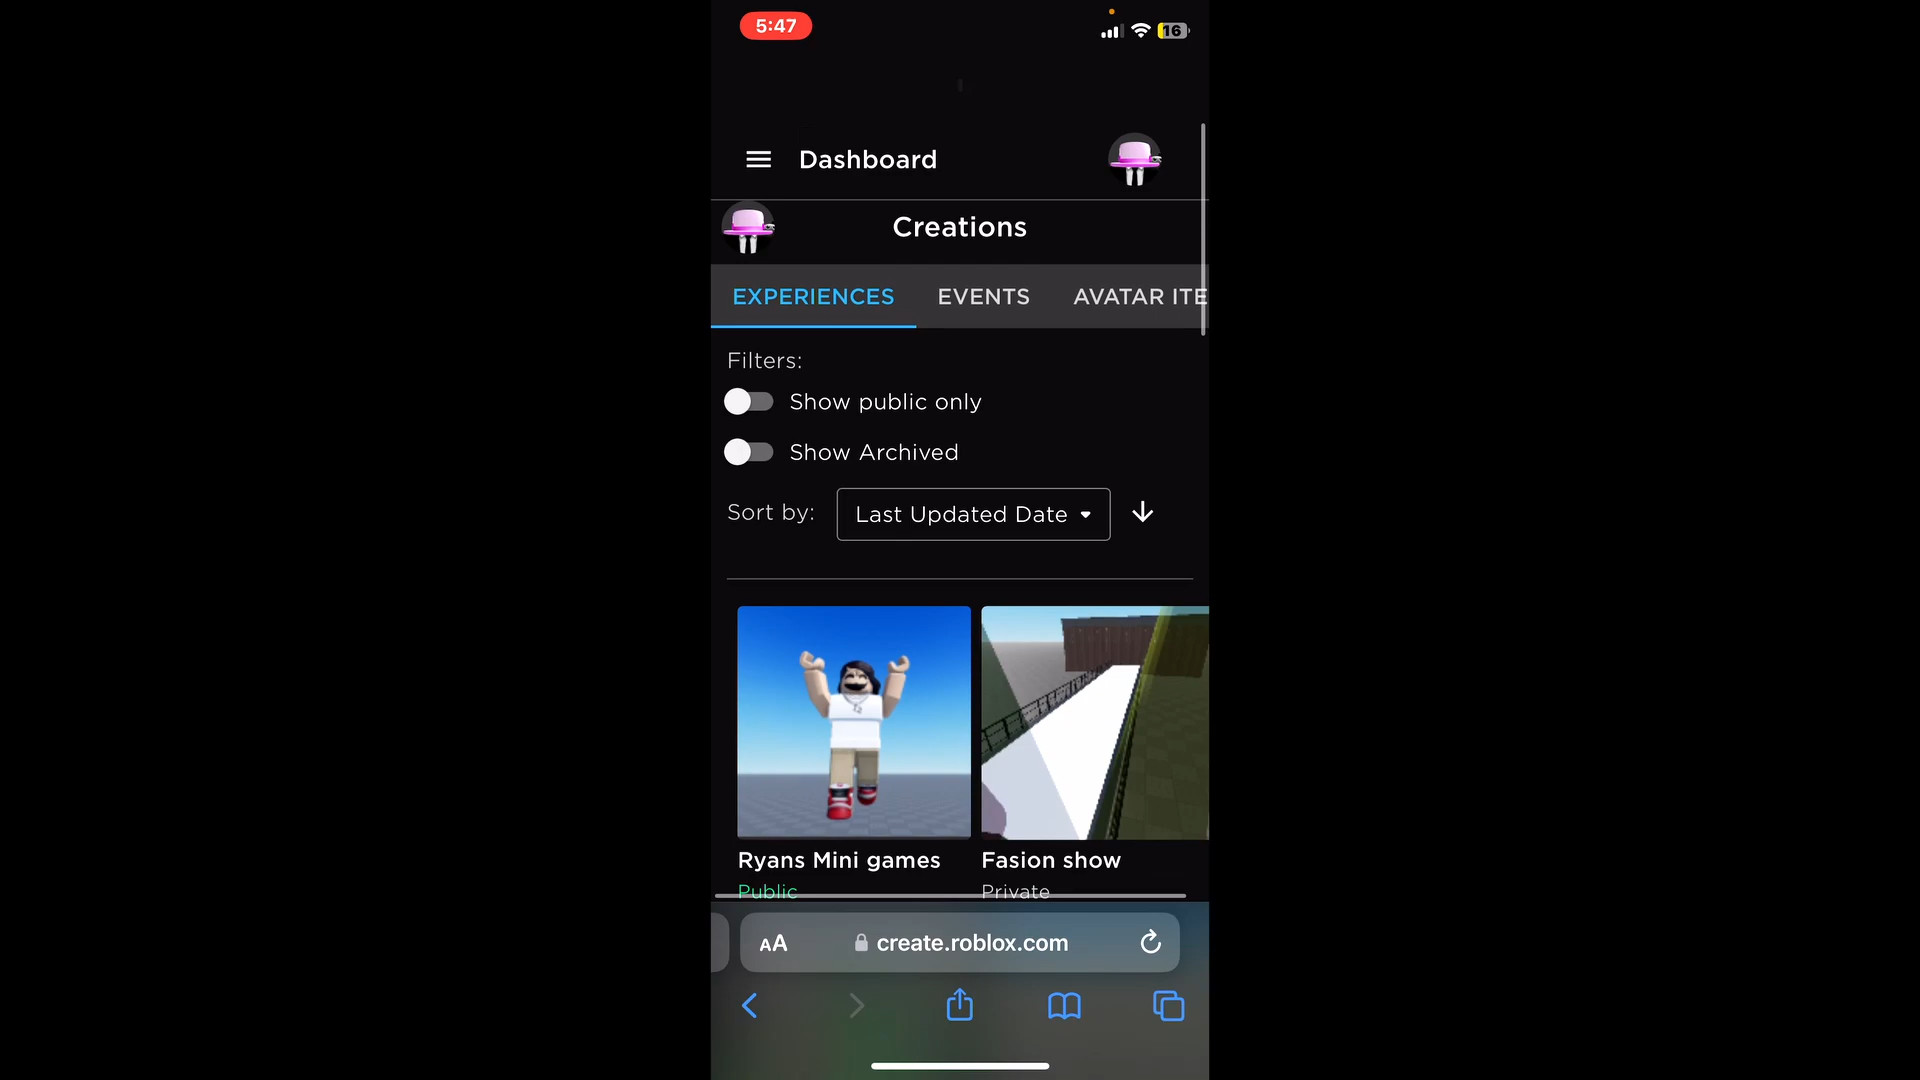 5:47
16
Dashboard
Creations
EXPERIENCES EVENTS AVATAR ITE
Filters:
Show public only
Show Archived
Sort by: Last Updated Date
Ryans Mini games Fasion show
Public Private
AA create.roblox.com